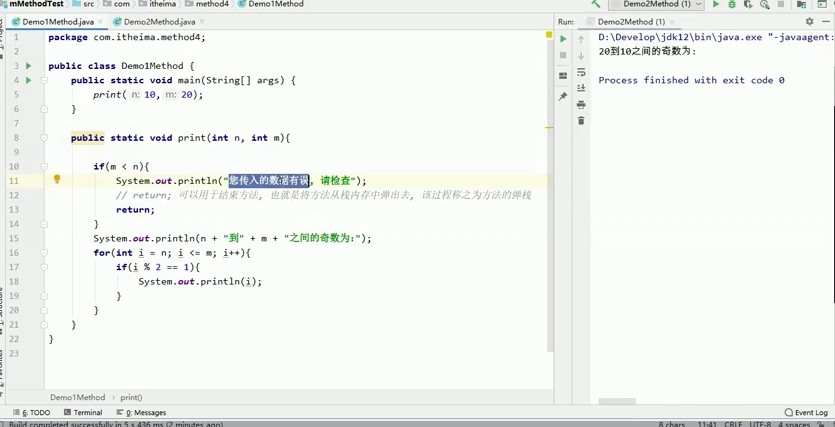 mMethodTest src com itheima method4 Demo1Method
Demo2Method (1)
Demo1Method.java Demo2Method.java
Run: Demo2Method (1)
1 package com.itheima.method4;
2
3 public class Demo1Method {
4 public static void main(String[] args) {
5 print( n: 10, m: 20);
6 }
7
8 public static void print(int n, int m){
9
10 if(m < n){
11 System.out.println("您传入的数据有误, 请检查");
12 // return; 可以用于结束方法, 也就是将方法从栈内存中弹出去, 该过程称之为方法的弹栈
13 return;
14 }
15 System.out.println(n + "到" + m + "之间的奇数为:");
16 for(int i = n; i <= m; i++){
17 if(i % 2 == 1){
18 System.out.println(i);
19 }
20 }
21 }
22 }
23
D:\Develop\jdk12\bin\java.exe "-javaagent:
20到10之间的奇数为:
Process finished with exit code 0
Demo1Method print()
6: TODO Terminal 0: Messages Event Log
Build completed successfully in 5 s 436 ms (2 minutes ago) 8 chars 11:41 CRLF UTF-8 4 spaces